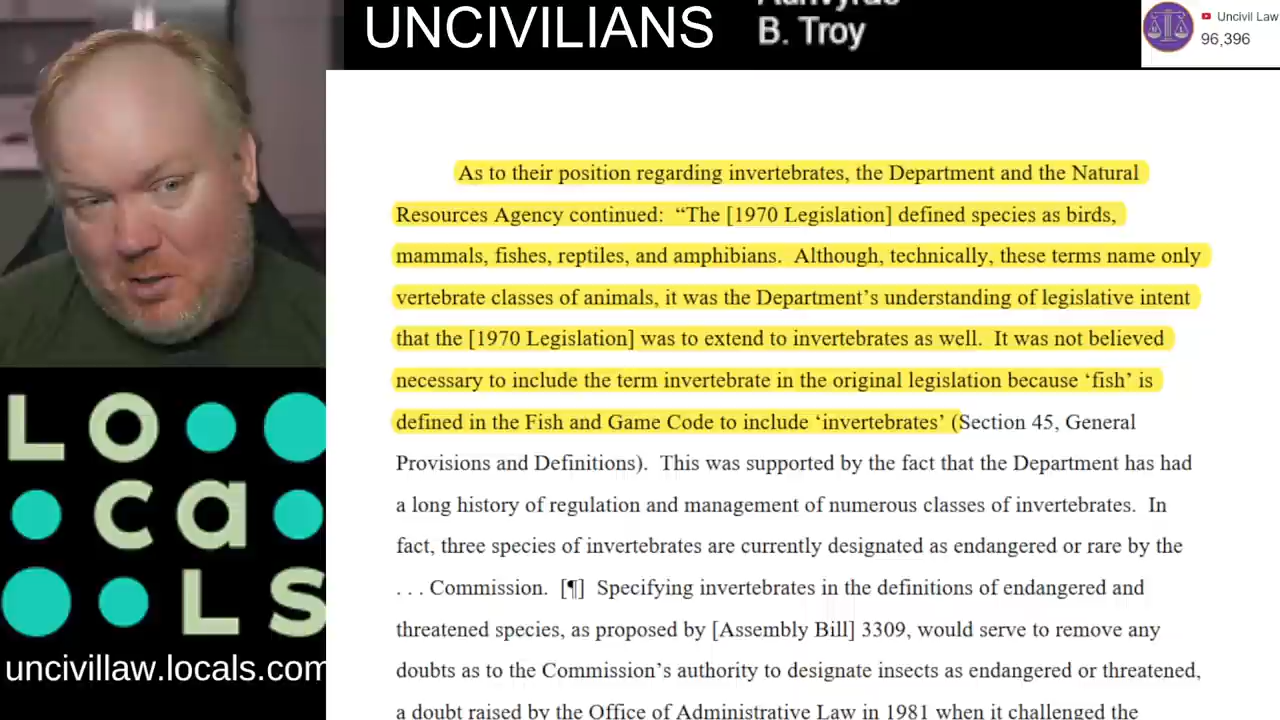 UNCIVILIANS
B. Troy
Uncivil Law
96,396
As to their position regarding invertebrates, the Department and the Natural
Resources Agency continued:  “The [1970 Legislation] defined species as birds,
mammals, fishes, reptiles, and amphibians.  Although, technically, these terms name only
vertebrate classes of animals, it was the Department’s understanding of legislative intent
that the [1970 Legislation] was to extend to invertebrates as well.  It was not believed
necessary to include the term invertebrate in the original legislation because ‘fish’ is
defined in the Fish and Game Code to include ‘invertebrates’ (Section 45, General
Provisions and Definitions).  This was supported by the fact that the Department has had
a long history of regulation and management of numerous classes of invertebrates.  In
fact, three species of invertebrates are currently designated as endangered or rare by the
. . . Commission.  [¶]  Specifying invertebrates in the definitions of endangered and
threatened species, as proposed by [Assembly Bill] 3309, would serve to remove any
doubts as to the Commission’s authority to designate insects as endangered or threatened,
a doubt raised by the Office of Administrative Law in 1981 when it challenged the
LOcaLS
uncivillaw.locals.com